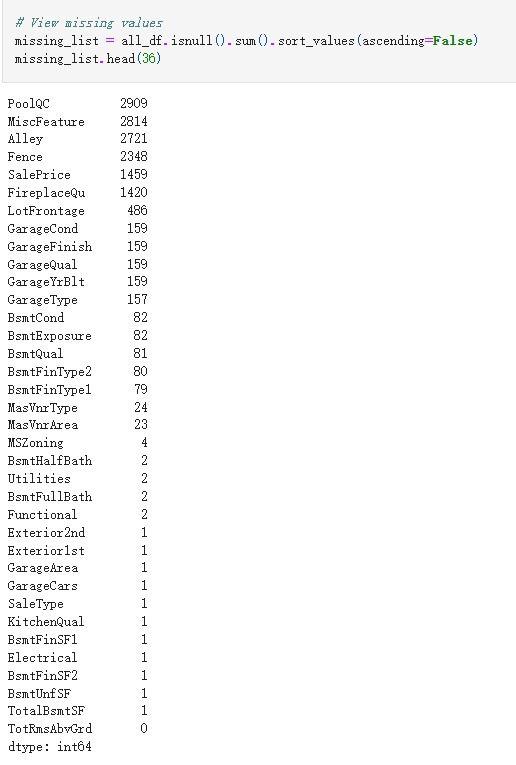 # View missing values
missing_list = all_df.isnull().sum().sort_values(ascending=False)
missing_list.head(36)
PoolQC 2909
MiscFeature 2814
Alley 2721
Fence 2348
SalePrice 1459
FireplaceQu 1420
LotFrontage 486
GarageCond 159
GarageFinish 159
GarageQual 159
GarageYrBlt 159
GarageType 157
BsmtCond 82
BsmtExposure 82
BsmtQual 81
BsmtFinType2 80
BsmtFinType1 79
MasVnrType 24
MasVnrArea 23
MSZoning 4
BsmtHalfBath 2
Utilities 2
BsmtFullBath 2
Functional 2
Exterior2nd 1
Exterior1st 1
GarageArea 1
GarageCars 1
SaleType 1
KitchenQual 1
BsmtFinSF1 1
Electrical 1
BsmtFinSF2 1
BsmtUnfSF 1
TotalBsmtSF 1
TotRmsAbvGrd 0
dtype: int64